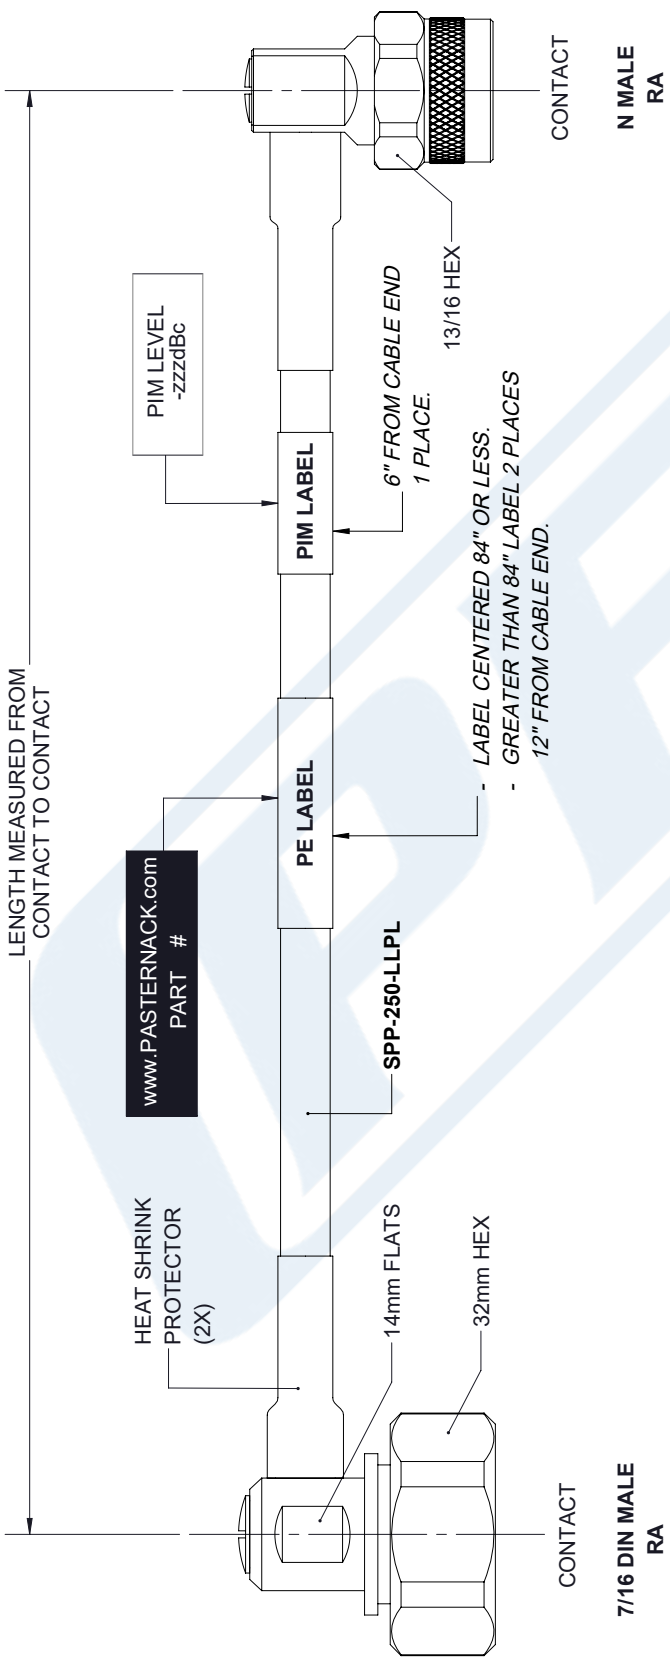 LENGTH MEASURED FROM
CONTACT TO CONTACT
HEAT SHRINK
PROTECTOR
(2X)
www.PASTERNACK.com
PART #
PIM LEVEL
-zzzdBc
PE LABEL
PIM LABEL
14mm FLATS
32mm HEX
SPP-250-LLPL
- LABEL CENTERED 84" OR LESS.
- GREATER THAN 84" LABEL 2 PLACES
12" FROM CABLE END.
6" FROM CABLE END
1 PLACE.
13/16 HEX
CONTACT
7/16 DIN MALE
RA
CONTACT
N MALE
RA